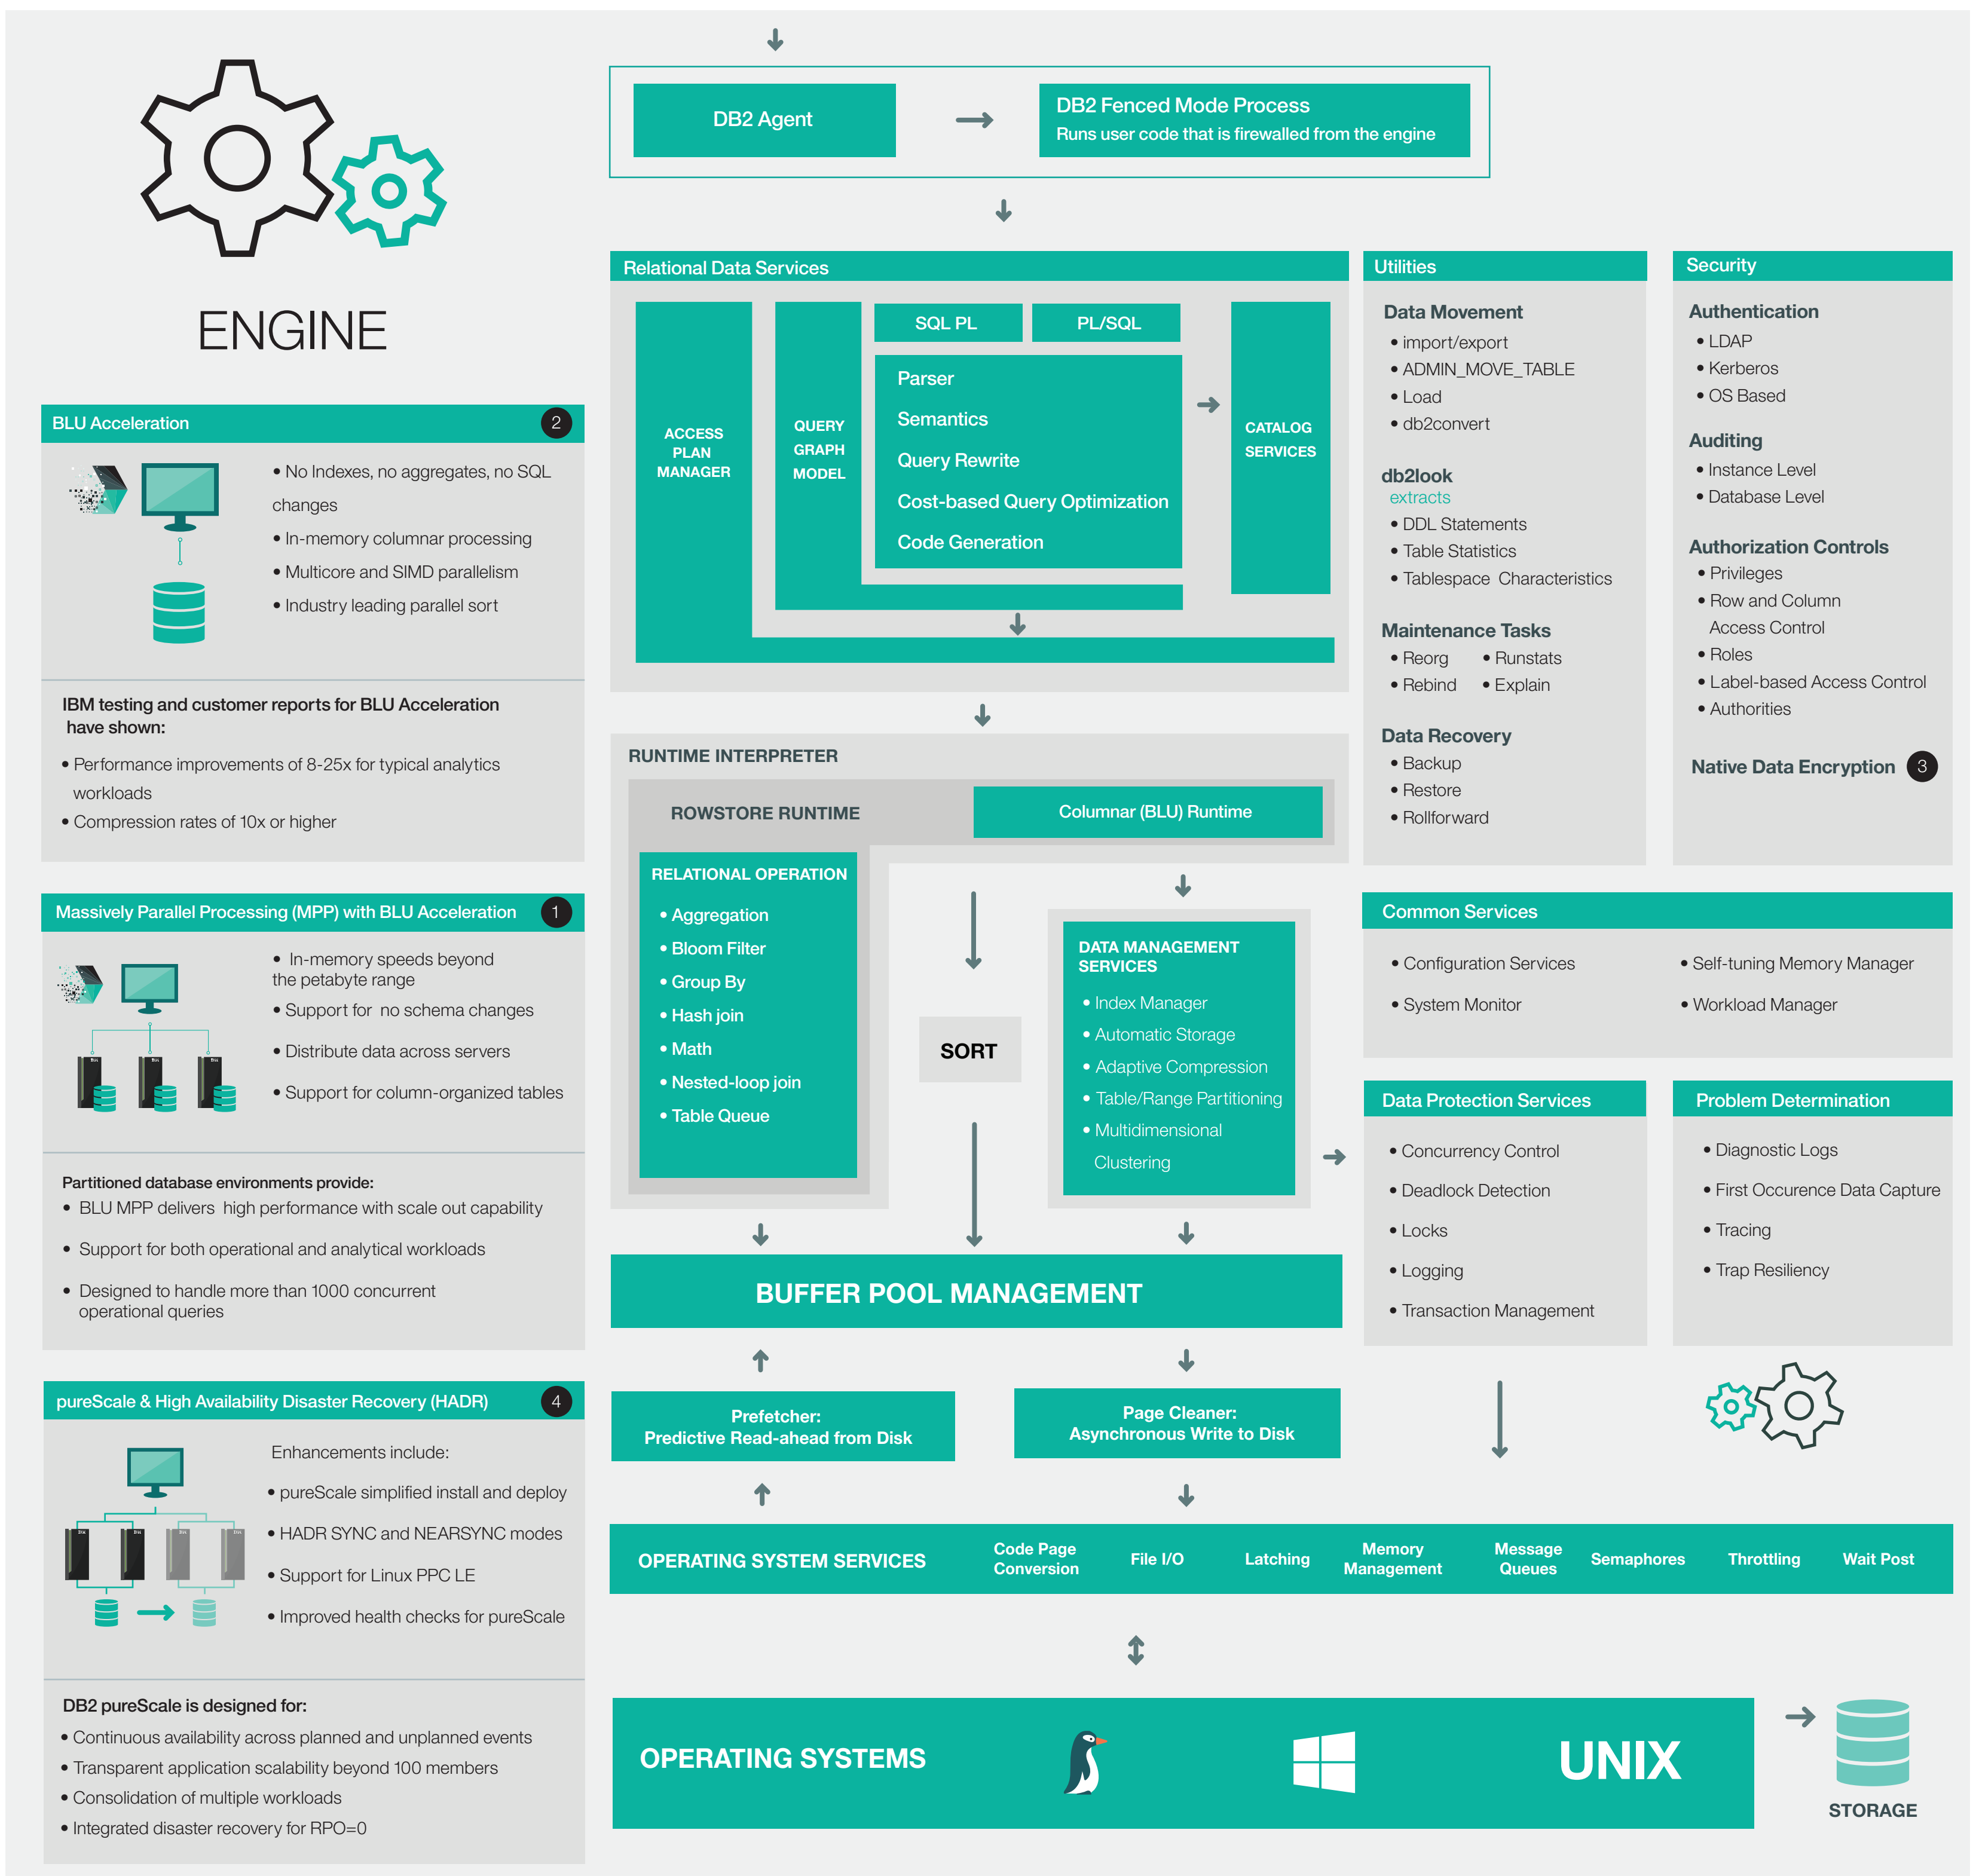 ENGINE
BLU Acceleration
2
• No Indexes, no aggregates, no SQL
changes
• In-memory columnar processing
• Multicore and SIMD parallelism
• Industry leading parallel sort
IBM testing and customer reports for BLU Acceleration
have shown:
• Performance improvements of 8-25x for typical analytics
workloads
• Compression rates of 10x or higher
Massively Parallel Processing (MPP) with BLU Acceleration
1
• In-memory speeds beyond
the petabyte range
• Support for no schema changes
• Distribute data across servers
• Support for column-organized tables
Partitioned database environments provide:
• BLU MPP delivers high performance with scale out capability
• Support for both operational and analytical workloads
• Designed to handle more than 1000 concurrent
operational queries
pureScale & High Availability Disaster Recovery (HADR)
4
Enhancements include:
• pureScale simplified install and deploy
• HADR SYNC and NEARSYNC modes
• Support for Linux PPC LE
• Improved health checks for pureScale
DB2 pureScale is designed for:
• Continuous availability across planned and unplanned events
• Transparent application scalability beyond 100 members
• Consolidation of multiple workloads
• Integrated disaster recovery for RPO=0
DB2 Agent
DB2 Fenced Mode Process
Runs user code that is firewalled from the engine
Relational Data Services
ACCESS
PLAN
MANAGER
QUERY
GRAPH
MODEL
SQL PL
PL/SQL
Parser
Semantics
Query Rewrite
Cost-based Query Optimization
Code Generation
CATALOG
SERVICES
RUNTIME INTERPRETER
ROWSTORE RUNTIME
Columnar (BLU) Runtime
RELATIONAL OPERATION
• Aggregation
• Bloom Filter
• Group By
• Hash join
• Math
• Nested-loop join
• Table Queue
SORT
DATA MANAGEMENT
SERVICES
• Index Manager
• Automatic Storage
• Adaptive Compression
• Table/Range Partitioning
• Multidimensional
Clustering
Utilities
Data Movement
• import/export
• ADMIN_MOVE_TABLE
• Load
• db2convert
db2look
extracts
• DDL Statements
• Table Statistics
• Tablespace Characteristics
Maintenance Tasks
• Reorg • Runstats
• Rebind • Explain
Data Recovery
• Backup
• Restore
• Rollforward
Security
Authentication
• LDAP
• Kerberos
• OS Based
Auditing
• Instance Level
• Database Level
Authorization Controls
• Privileges
• Row and Column
Access Control
• Roles
• Label-based Access Control
• Authorities
Native Data Encryption 3
Common Services
• Configuration Services
• System Monitor
• Self-tuning Memory Manager
• Workload Manager
Data Protection Services
• Concurrency Control
• Deadlock Detection
• Locks
• Logging
• Transaction Management
Problem Determination
• Diagnostic Logs
• First Occurence Data Capture
• Tracing
• Trap Resiliency
BUFFER POOL MANAGEMENT
Prefetcher:
Predictive Read-ahead from Disk
Page Cleaner:
Asynchronous Write to Disk
OPERATING SYSTEM SERVICES
Code Page
Conversion
File I/O
Latching
Memory
Management
Message
Queues
Semaphores
Throttling
Wait Post
OPERATING SYSTEMS
UNIX
STORAGE